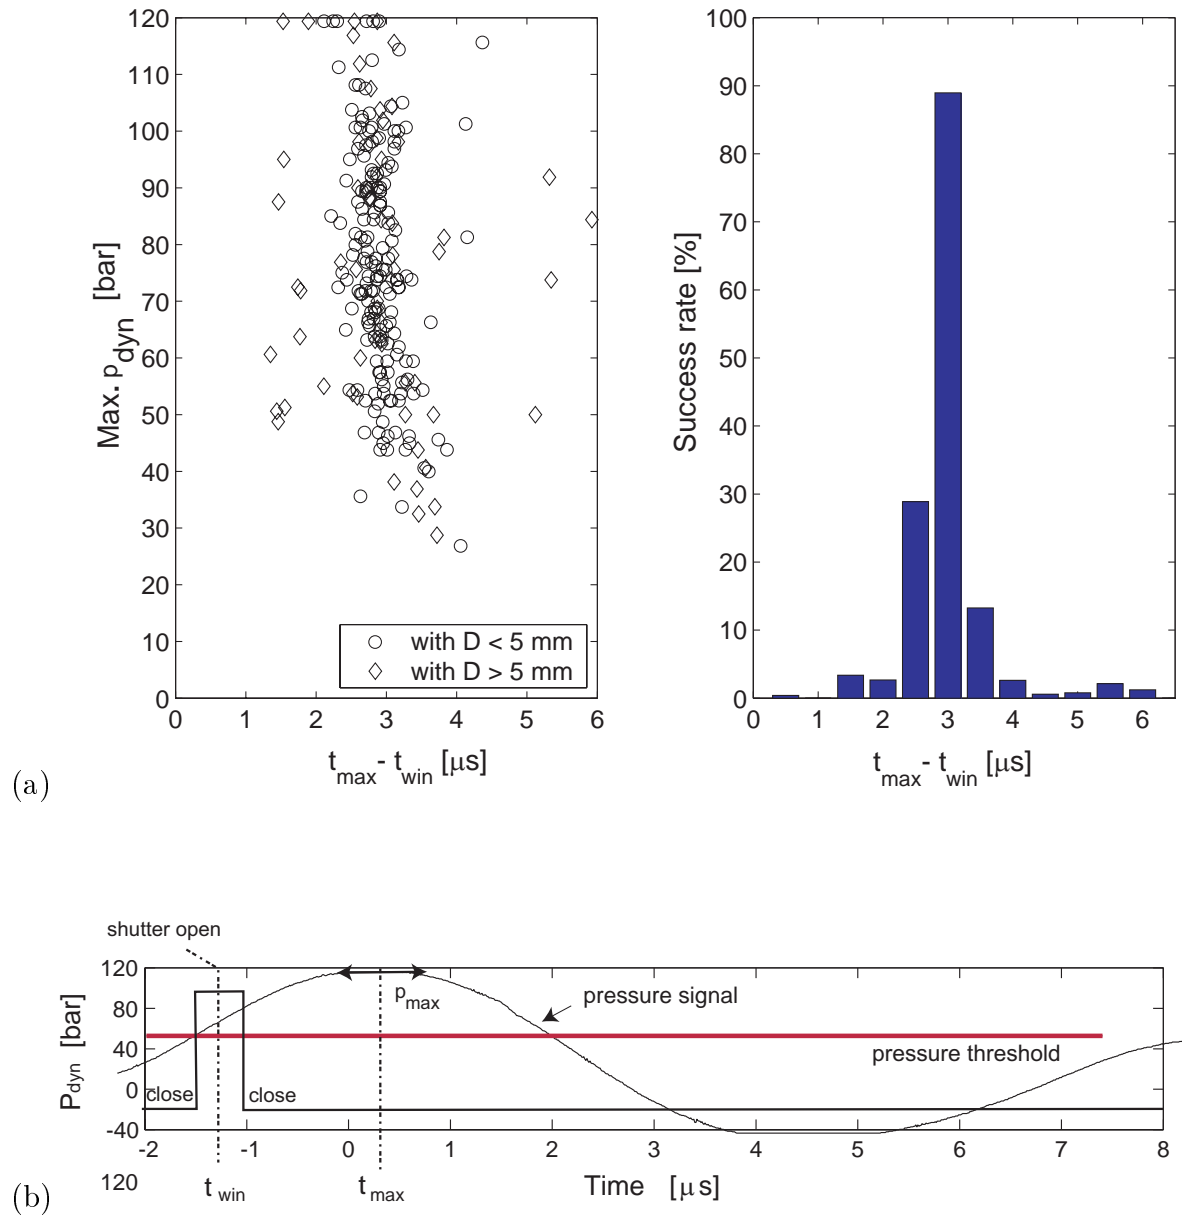 120
110
100
90
80
70
60
50
40
30
20
10
0
Max. p_dyn [bar]
with D < 5 mm
with D > 5 mm
0 1 2 3 4 5 6
t_max - t_win [μs]
100
90
80
70
60
50
40
30
20
10
0
Success rate [%]
0 1 2 3 4 5 6
t_max - t_win [μs]
(a)
shutter open
120
80
40
0
-40
P_dyn [bar]
p_max
pressure signal
pressure threshold
close
close
-2 -1 0 1 2 3 4 5 6 7 8
120
t_win
t_max
Time [μs]
(b)